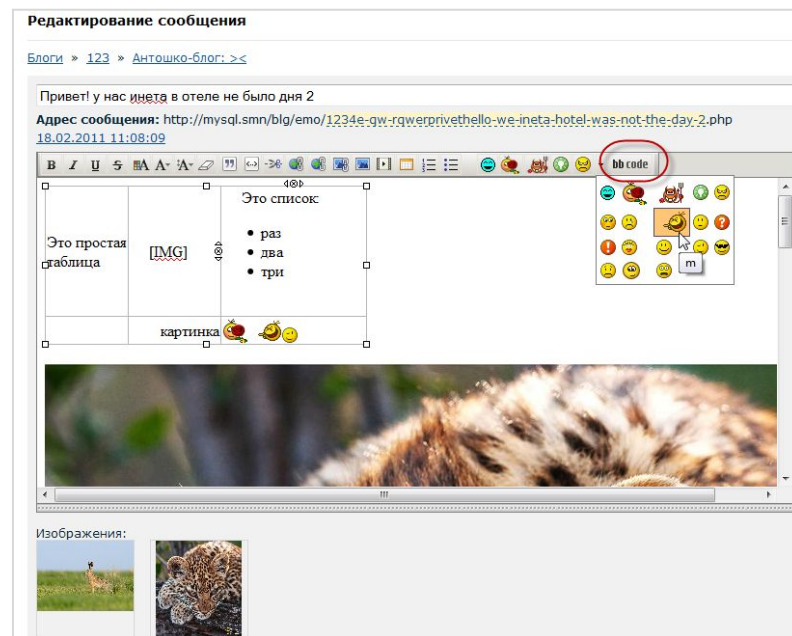 Редактирование сообщения
Блоги » 123 » Антошко-блог: ><
Привет! у нас инета в отеле не было дня 2
Адрес сообщения: http://mysql.smn/blg/emo/1234e-qw-rqwerprivethello-we-ineta-hotel-was-not-the-day-2.php
18.02.2011 11:08:09
B I U S A A A bb code
Это список:
• раз
Это простая таблица [IMG] • два
• три
m
картинка
Изображения: